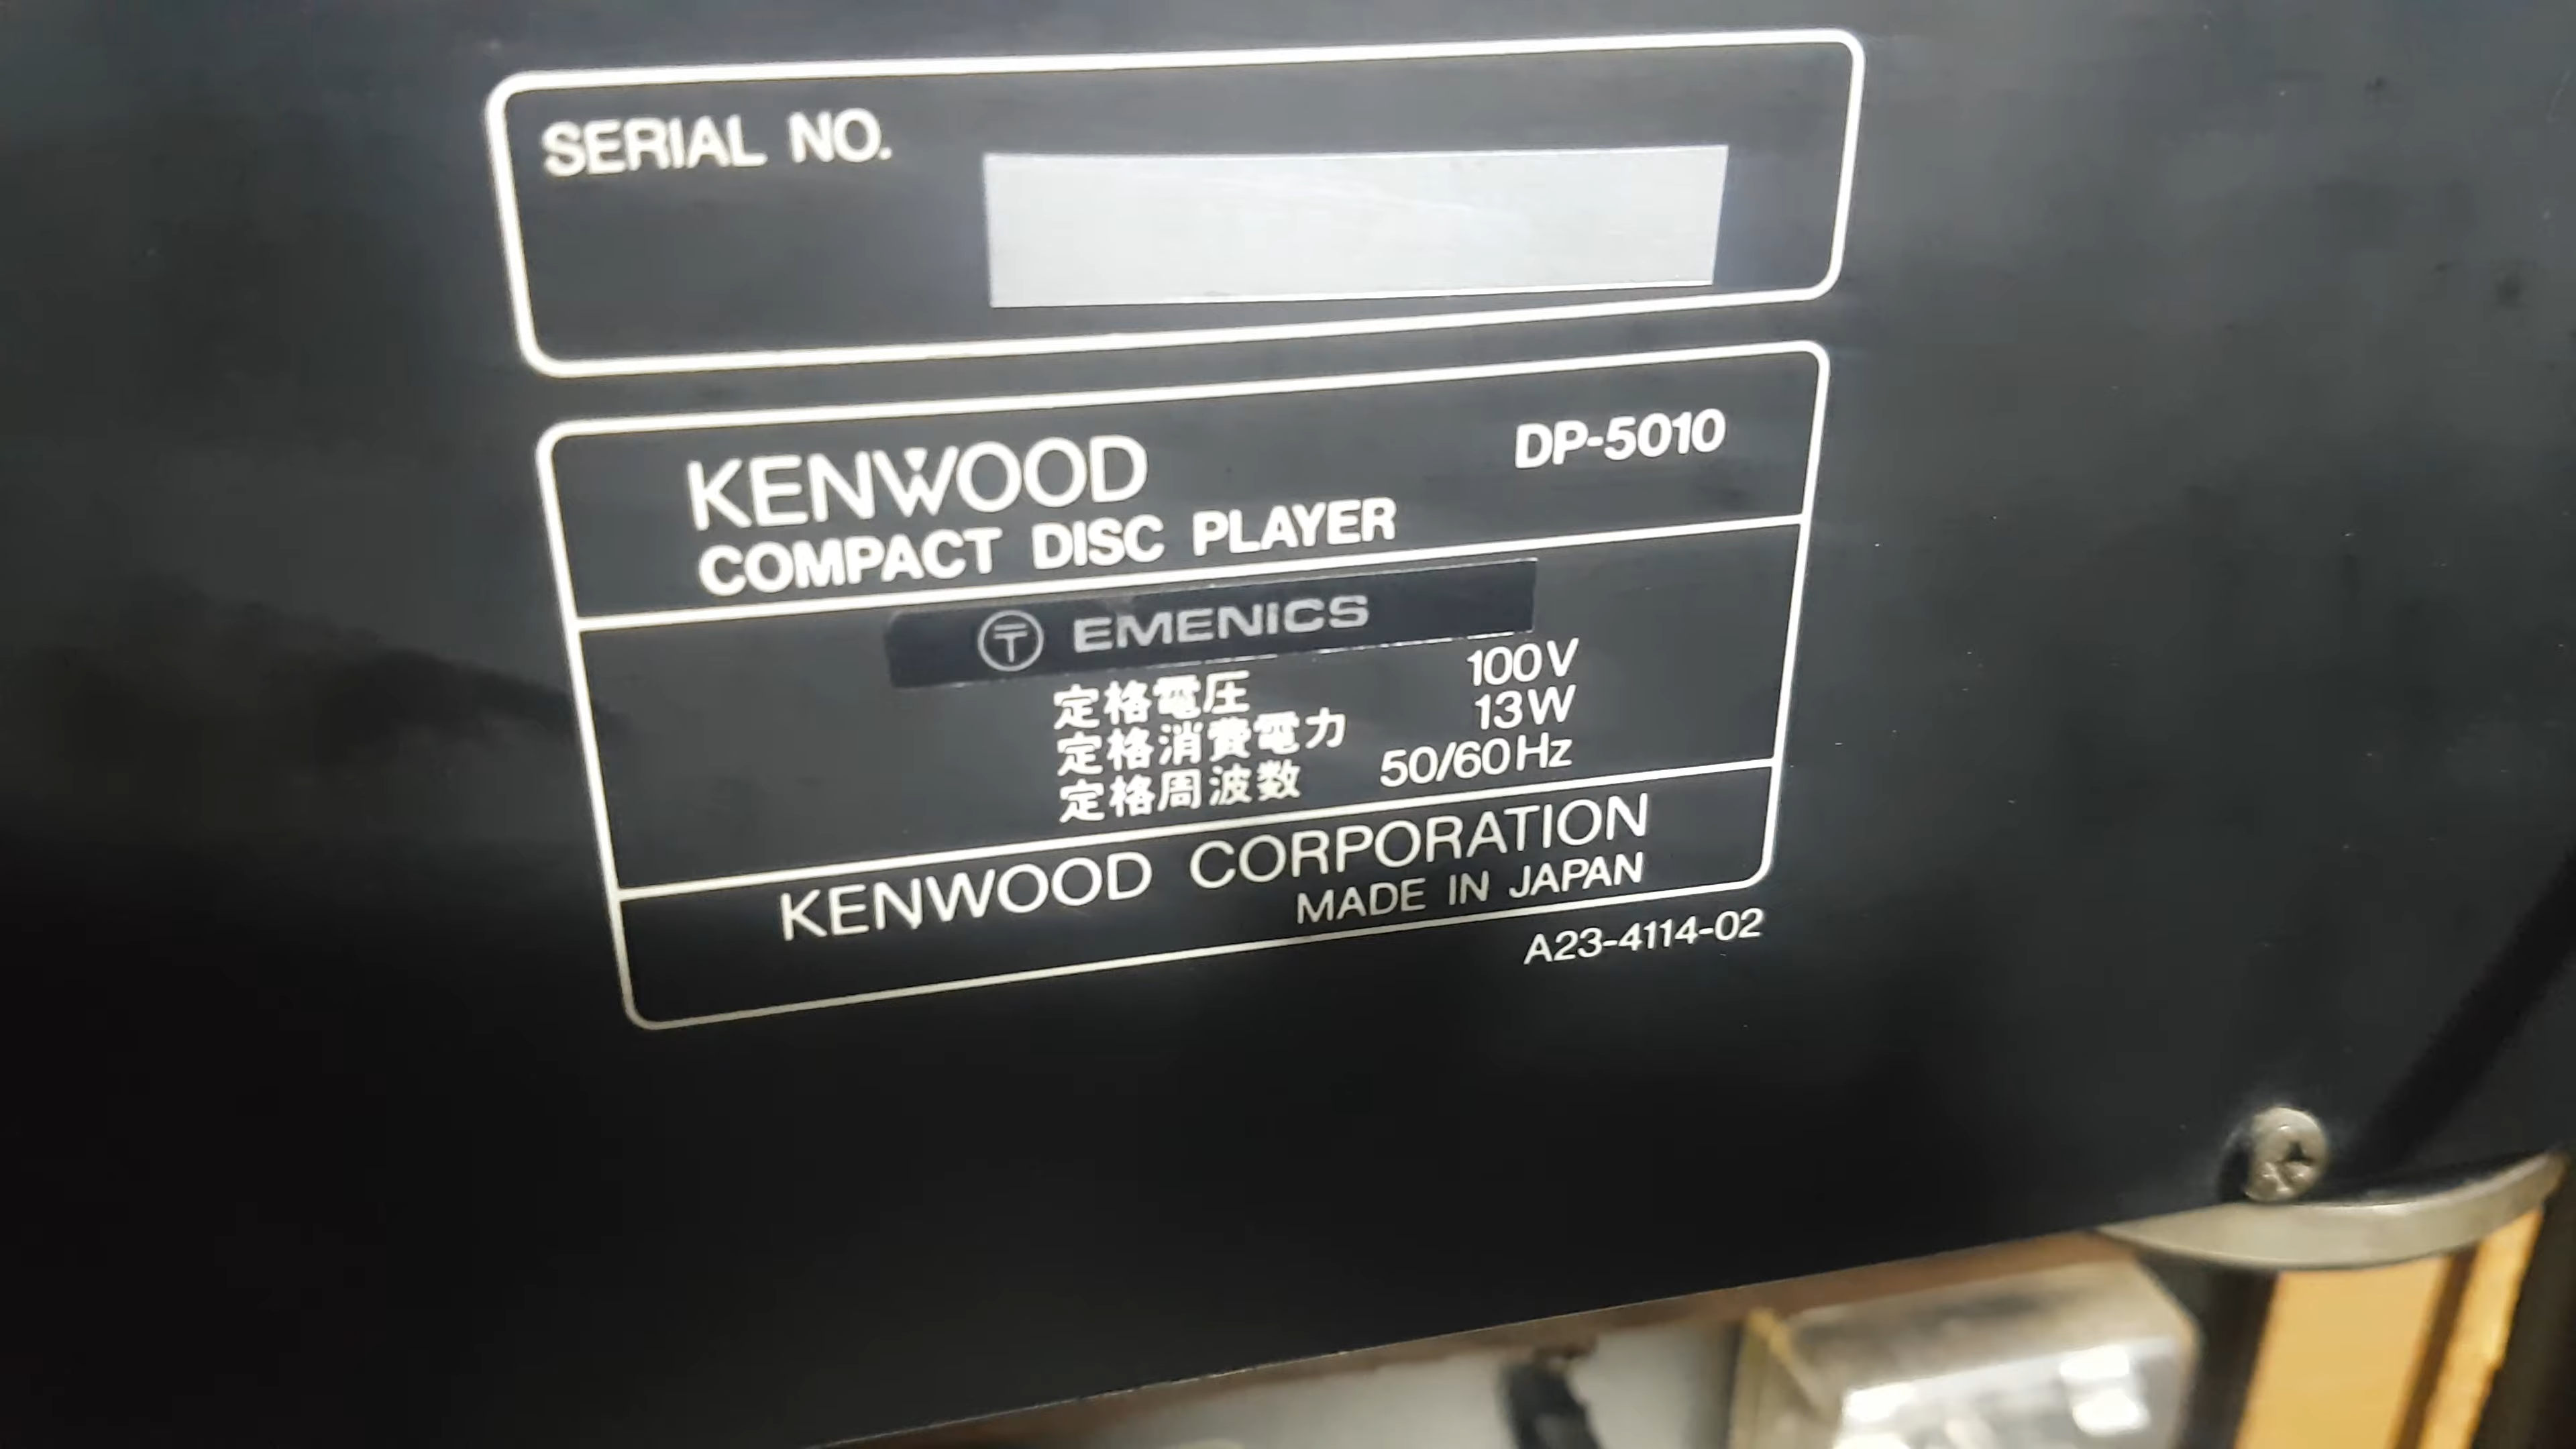 SERIAL NO.
KENWOOD DP-5010
COMPACT DISC PLAYER
〒 EMENICS
定格電圧 100V
定格消費電力 13W
定格周波数 50/60Hz
KENWOOD CORPORATION
MADE IN JAPAN
A23-4114-02